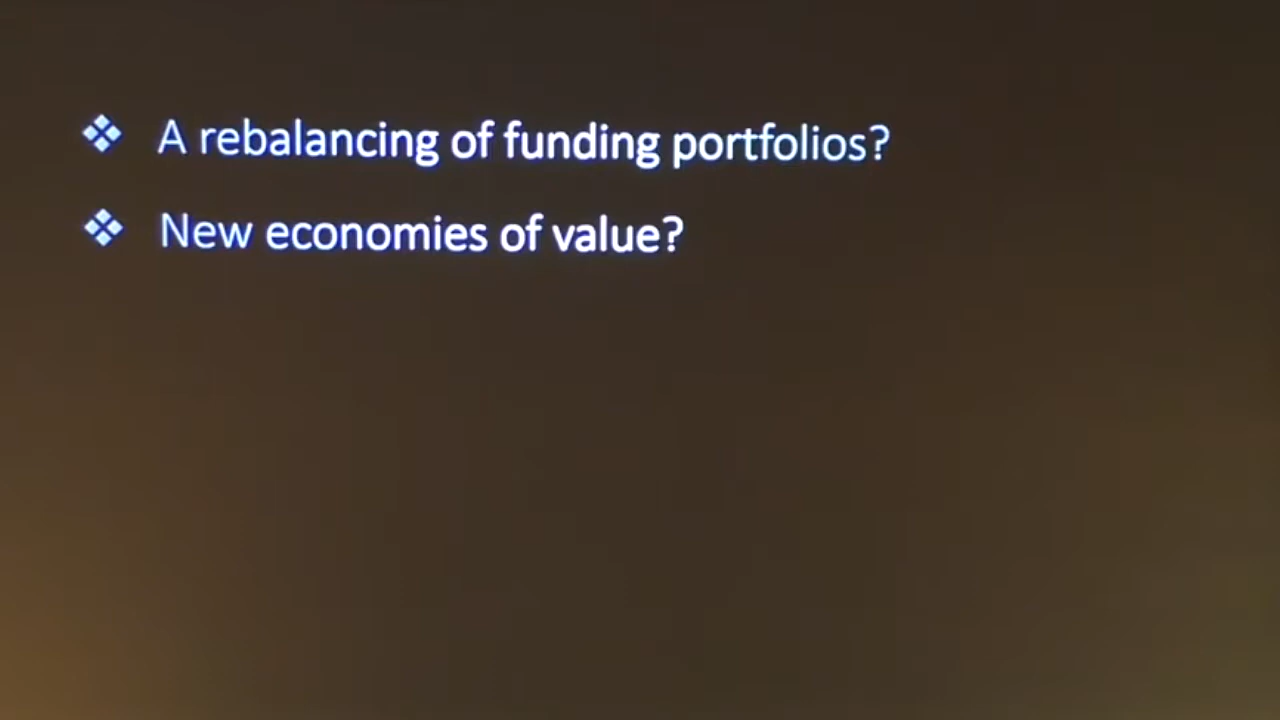 ❖ A rebalancing of funding portfolios?
❖ New economies of value?